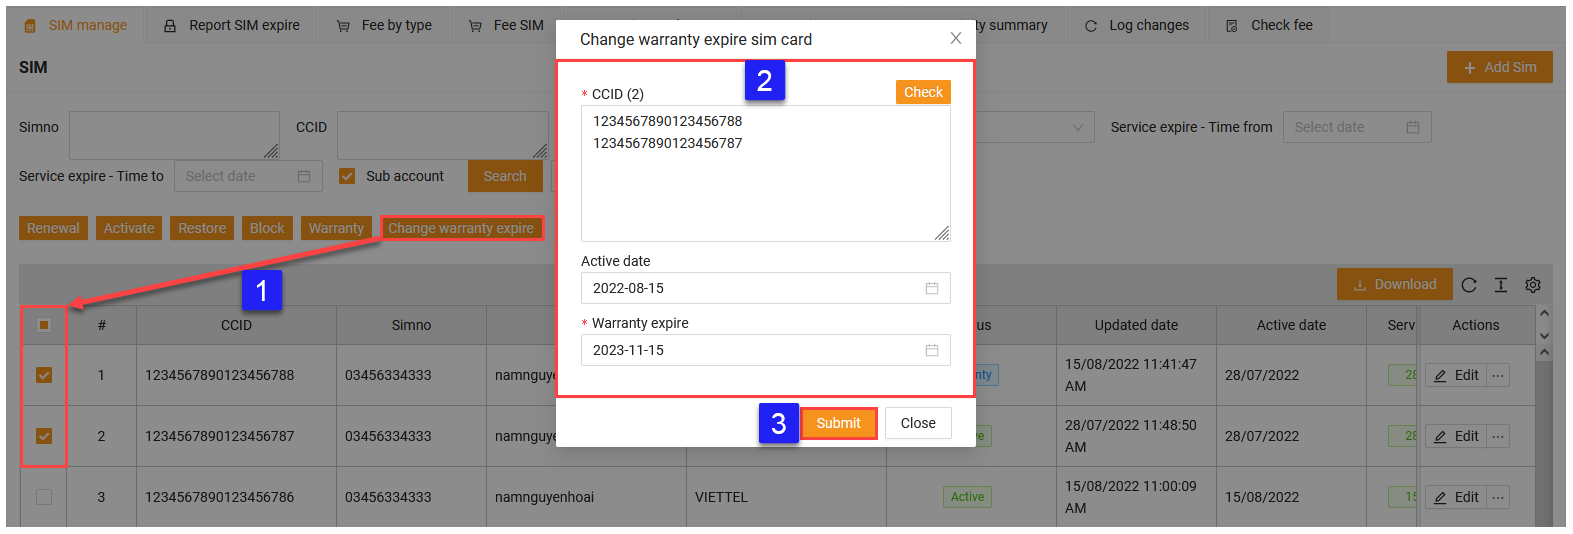 SIM manage
Report SIM expire
Fee by type
Fee SIM
summary
Log changes
Check fee
SIM
Add Sim
Simno
CCID
Service expire - Time from
Select date
Service expire - Time to
Select date
Sub account
Search
Renewal
Activate
Restore
Block
Warranty
Change warranty expire
1
Download
# CCID Simno Updated date Active date Serv Actions
1 1234567890123456788 03456334333 namnguye 15/08/2022 11:41:47 AM 28/07/2022 28 Edit
2 1234567890123456787 03456334333 namnguye 28/07/2022 11:48:50 AM 28/07/2022 28 Edit
3 1234567890123456786 03456334333 namnguyenhoai VIETTEL Active 15/08/2022 11:00:09 AM 15/08/2022 15 Edit
Change warranty expire sim card
2
* CCID (2)
Check
1234567890123456788
1234567890123456787
Active date
2022-08-15
* Warranty expire
2023-11-15
3
Submit
Close